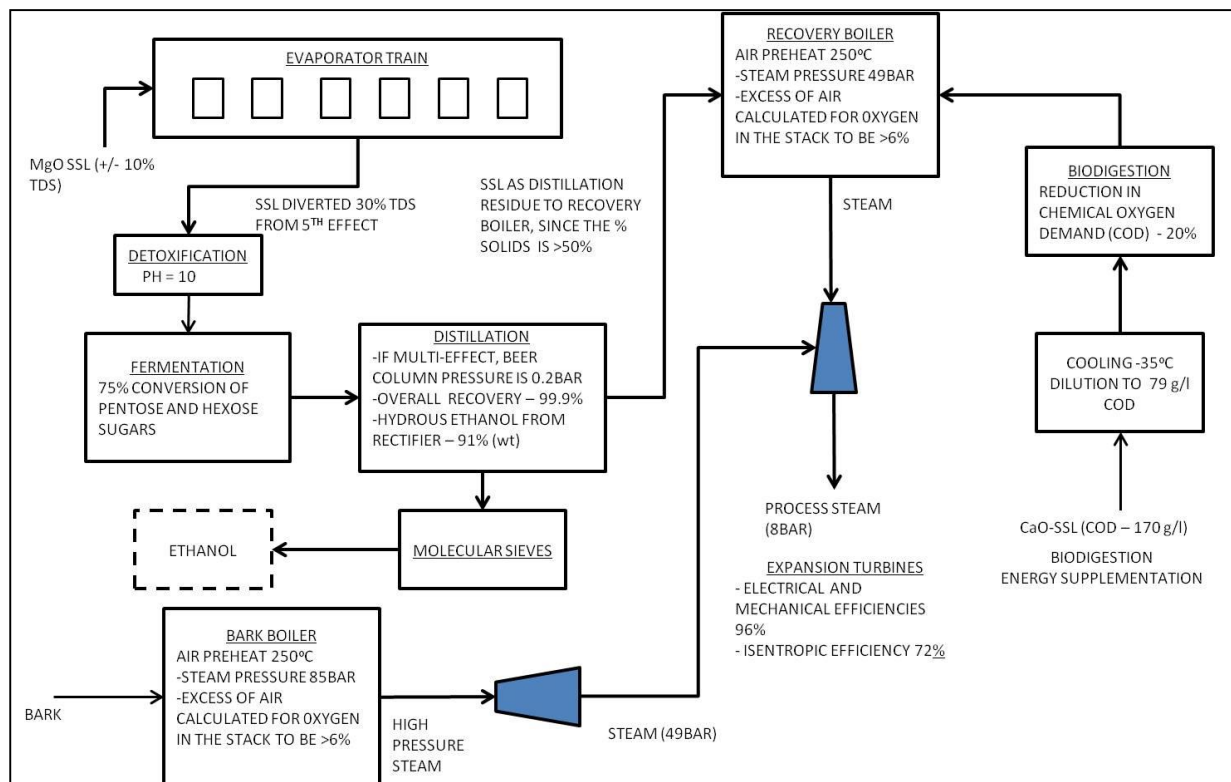 EVAPORATOR TRAIN
MgO SSL (+/- 10%
TDS)
SSL DIVERTED 30% TDS
FROM 5TH EFFECT
DETOXIFICATION
PH = 10
FERMENTATION
75% CONVERSION OF
PENTOSE AND HEXOSE
SUGARS
DISTILLATION
-IF MULTI-EFFECT, BEER
COLUMN PRESSURE IS 0.2BAR
-OVERALL RECOVERY – 99.9%
-HYDROUS ETHANOL FROM
RECTIFIER – 91% (wt)
SSL AS DISTILLATION
RESIDUE TO RECOVERY
BOILER, SINCE THE %
SOLIDS IS >50%
MOLECULAR SIEVES
ETHANOL
RECOVERY BOILER
AIR PREHEAT 250ºC
-STEAM PRESSURE 49BAR
-EXCESS OF AIR
CALCULATED FOR 0XYGEN
IN THE STACK TO BE >6%
STEAM
BIODIGESTION
REDUCTION IN
CHEMICAL OXYGEN
DEMAND (COD) - 20%
COOLING -35ºC
DILUTION TO 79 g/l
COD
CaO-SSL (COD – 170 g/l)
BIODIGESTION
ENERGY SUPPLEMENTATION
PROCESS STEAM
(8BAR)
EXPANSION TURBINES
- ELECTRICAL AND
MECHANICAL EFFICIENCIES
96%
- ISENTROPIC EFFICIENCY 72%
BARK
BARK BOILER
AIR PREHEAT 250ºC
-STEAM PRESSURE 85BAR
-EXCESS OF AIR
CALCULATED FOR 0XYGEN
IN THE STACK TO BE >6%
HIGH
PRESSURE
STEAM
STEAM (49BAR)